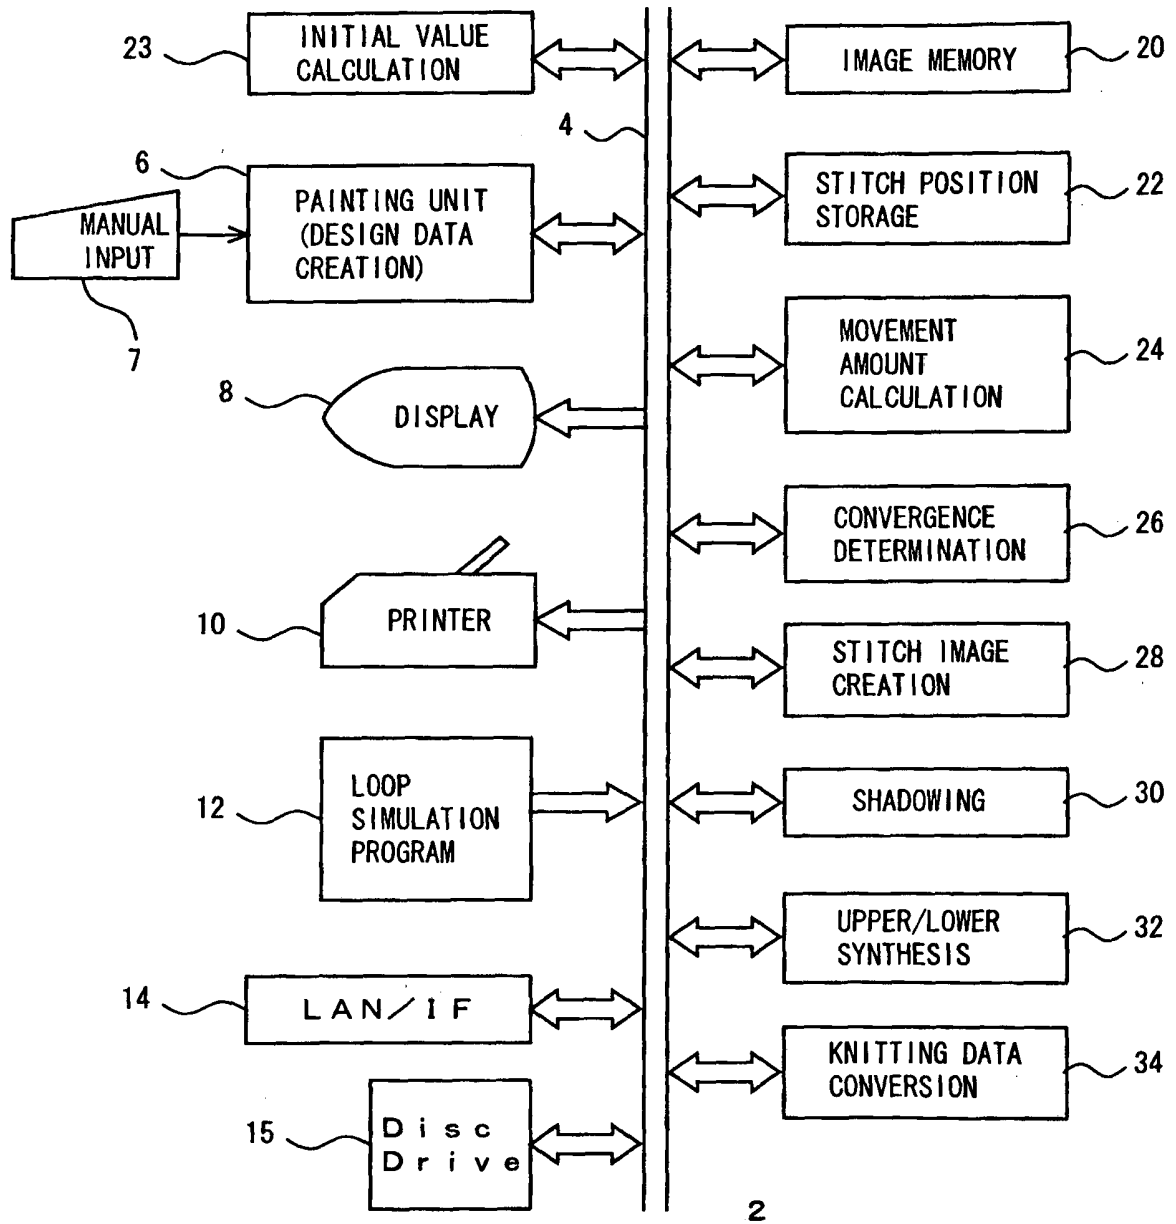 23
INITIAL VALUE
CALCULATION
IMAGE MEMORY
20
4
6
PAINTING UNIT
(DESIGN DATA
CREATION)
MANUAL
INPUT
7
STITCH POSITION
STORAGE
22
MOVEMENT
AMOUNT
CALCULATION
24
8
DISPLAY
CONVERGENCE
DETERMINATION
26
10
PRINTER
STITCH IMAGE
CREATION
28
12
LOOP
SIMULATION
PROGRAM
SHADOWING
30
UPPER/LOWER
SYNTHESIS
32
14
LAN/IF
KNITTING DATA
CONVERSION
34
15
Disc
Drive
2